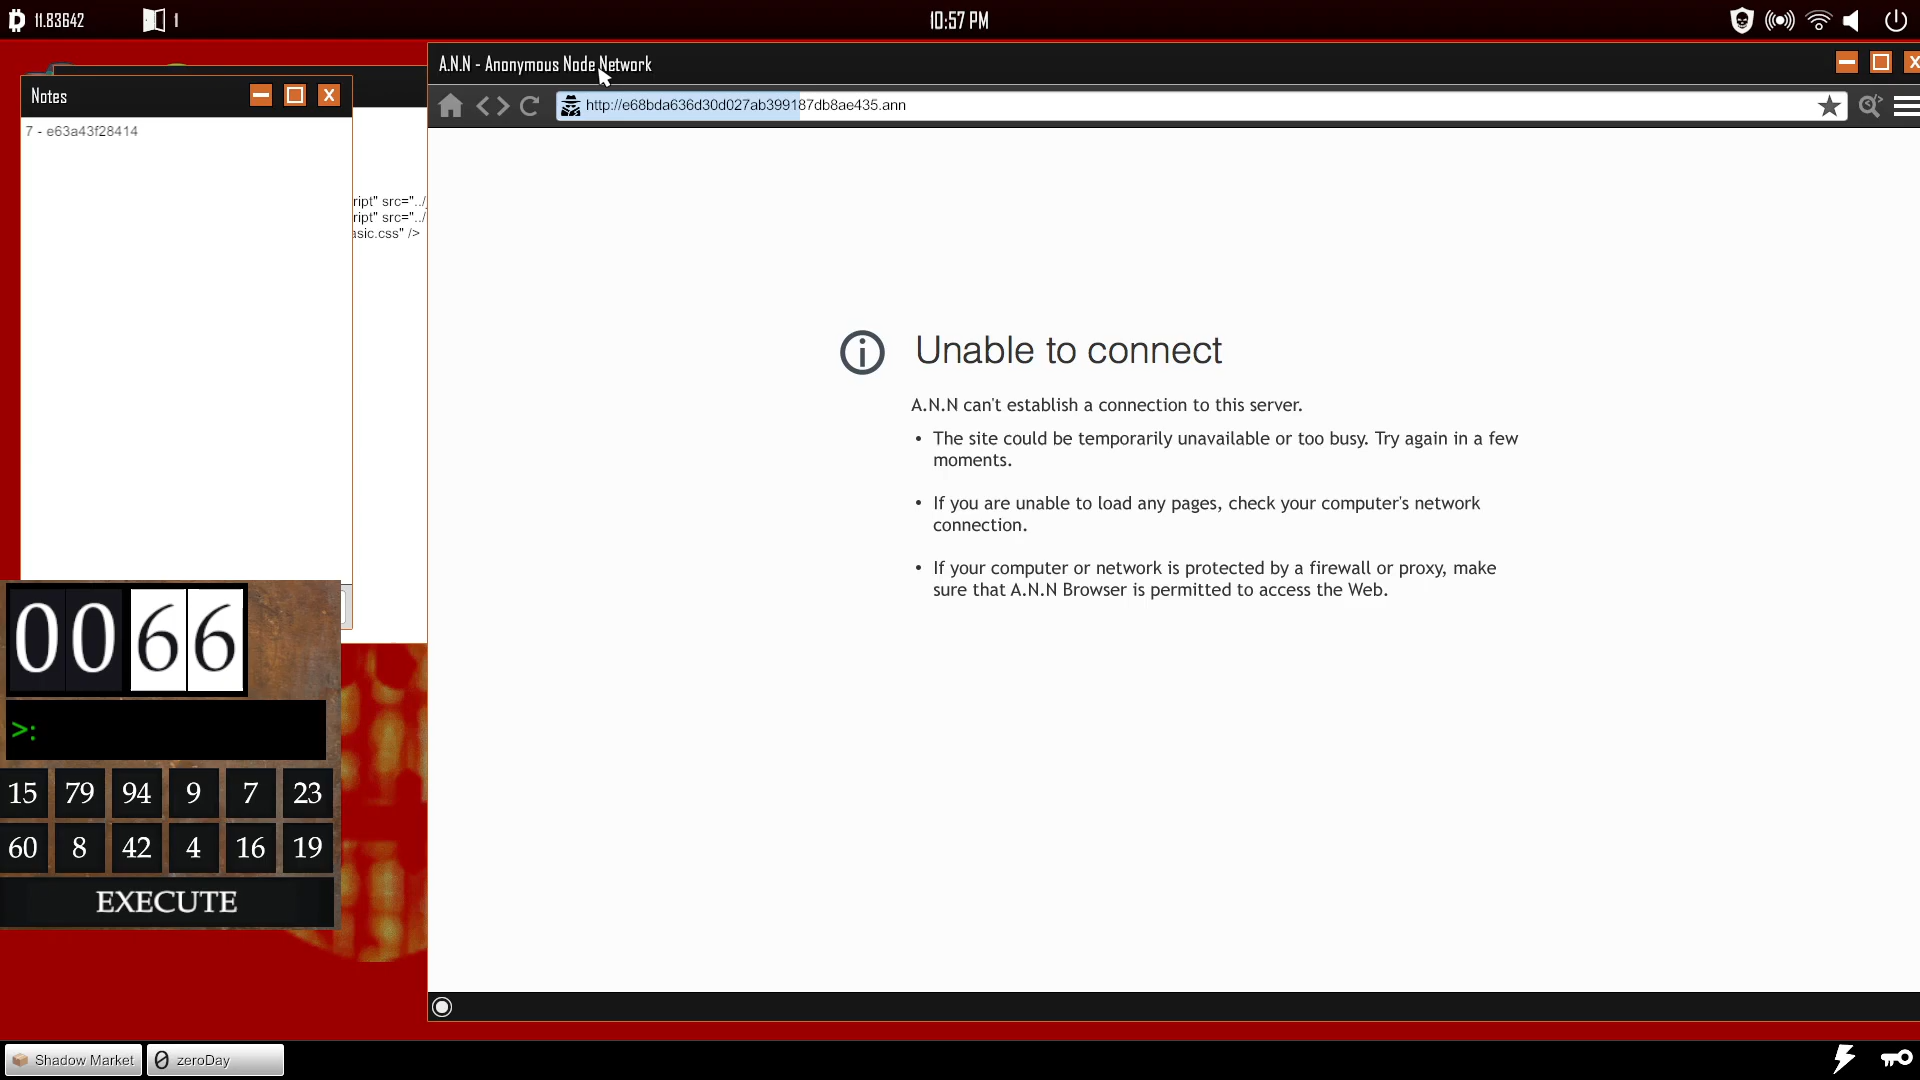 11.83642
1
10:57 PM
A.N.N - Anonymous Node Network
Notes
http://e68bda636d30d027ab399187db8ae435.ann
7 - e63a43f28414
ript" src="../
ript" src="../
asic.css" />
Unable to connect
A.N.N can't establish a connection to this server.
• The site could be temporarily unavailable or too busy. Try again in a few
moments.
• If you are unable to load any pages, check your computer's network
connection.
• If your computer or network is protected by a firewall or proxy, make
sure that A.N.N Browser is permitted to access the Web.
0066
>:
15 79 94 9 7 23
60 8 42 4 16 19
EXECUTE
Shadow Market
zeroDay